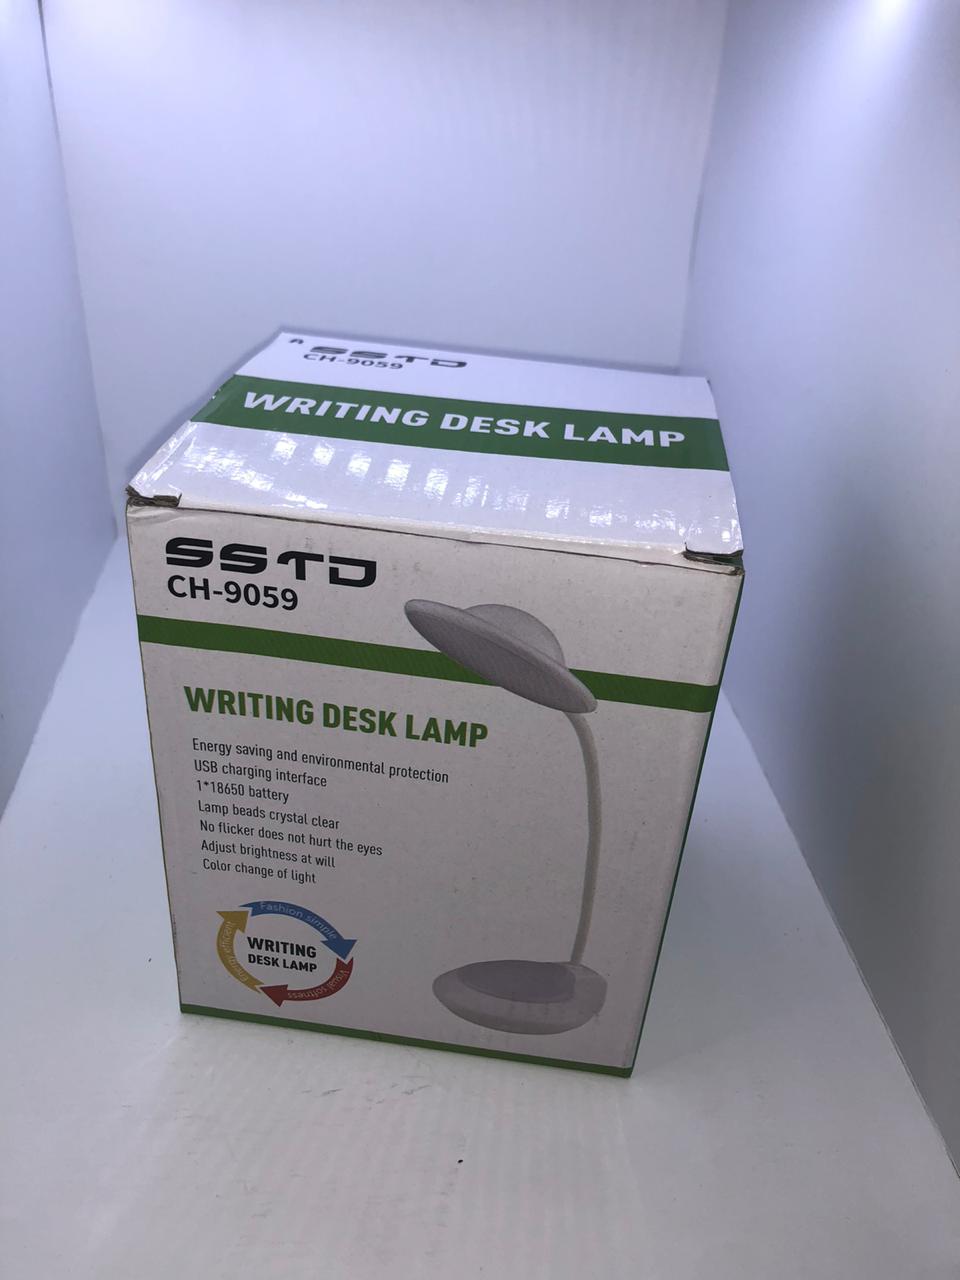 SSTD
CH-9059
WRITING DESK LAMP
SSTD
CH-9059
WRITING DESK LAMP
Energy saving and environmental protection
USB charging interface
1*18650 battery
Lamp beads crystal clear
No flicker does not hurt the eyes
Adjust brightness at will
Color change of light
Fashion simple
Energy efficient
WRITING
DESK LAMP
Visual softness